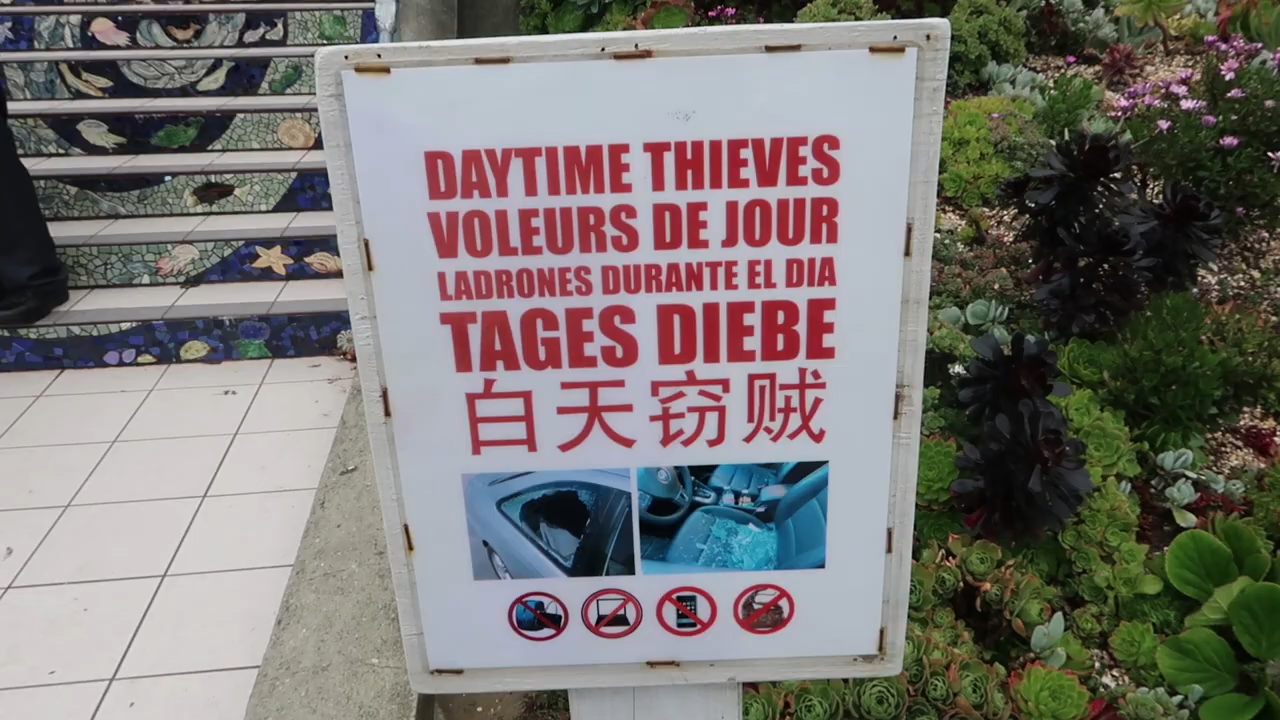 DAYTIME THIEVES
VOLEURS DE JOUR
LADRONES DURANTE EL DIA
TAGES DIEBE
白天窃贼